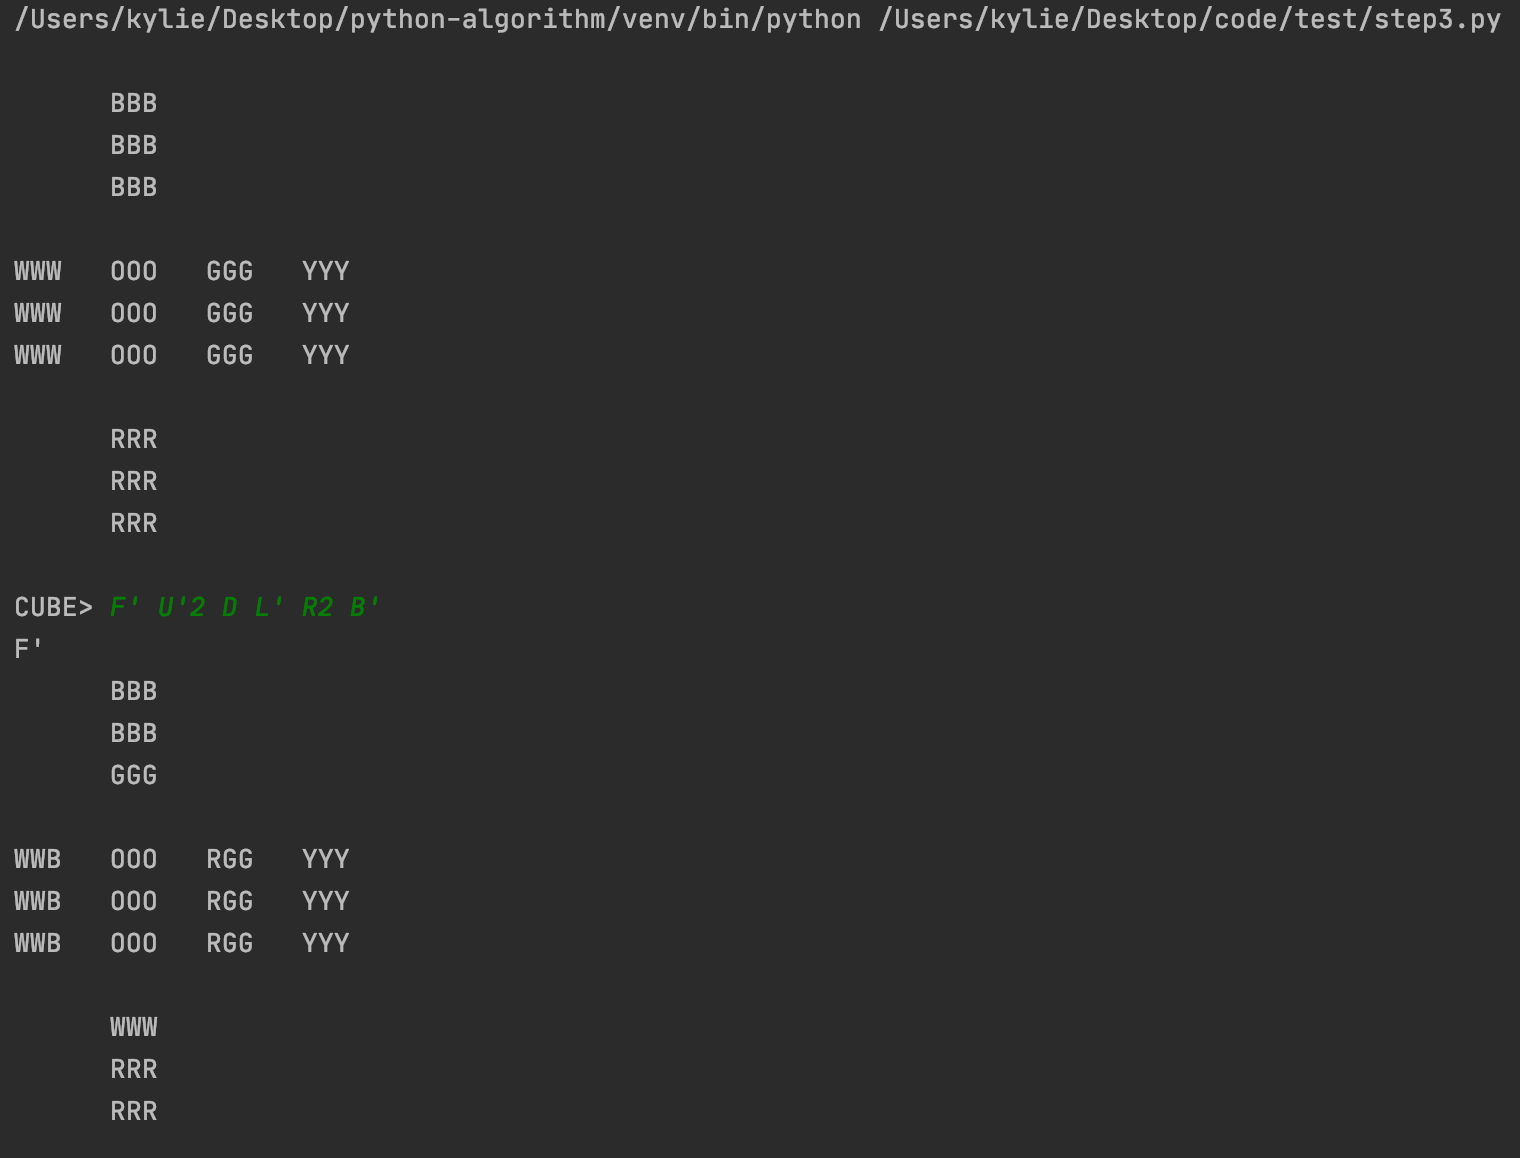 /Users/kylie/Desktop/python-algorithm/venv/bin/python /Users/kylie/Desktop/code/test/step3.py
BBB
BBB
BBB
WWW   OOO   GGG   YYY
WWW   OOO   GGG   YYY
WWW   OOO   GGG   YYY
RRR
RRR
RRR
CUBE> F' U'2 D L' R2 B'
F'
BBB
BBB
GGG
WWB   OOO   RGG   YYY
WWB   OOO   RGG   YYY
WWB   OOO   RGG   YYY
WWW
RRR
RRR